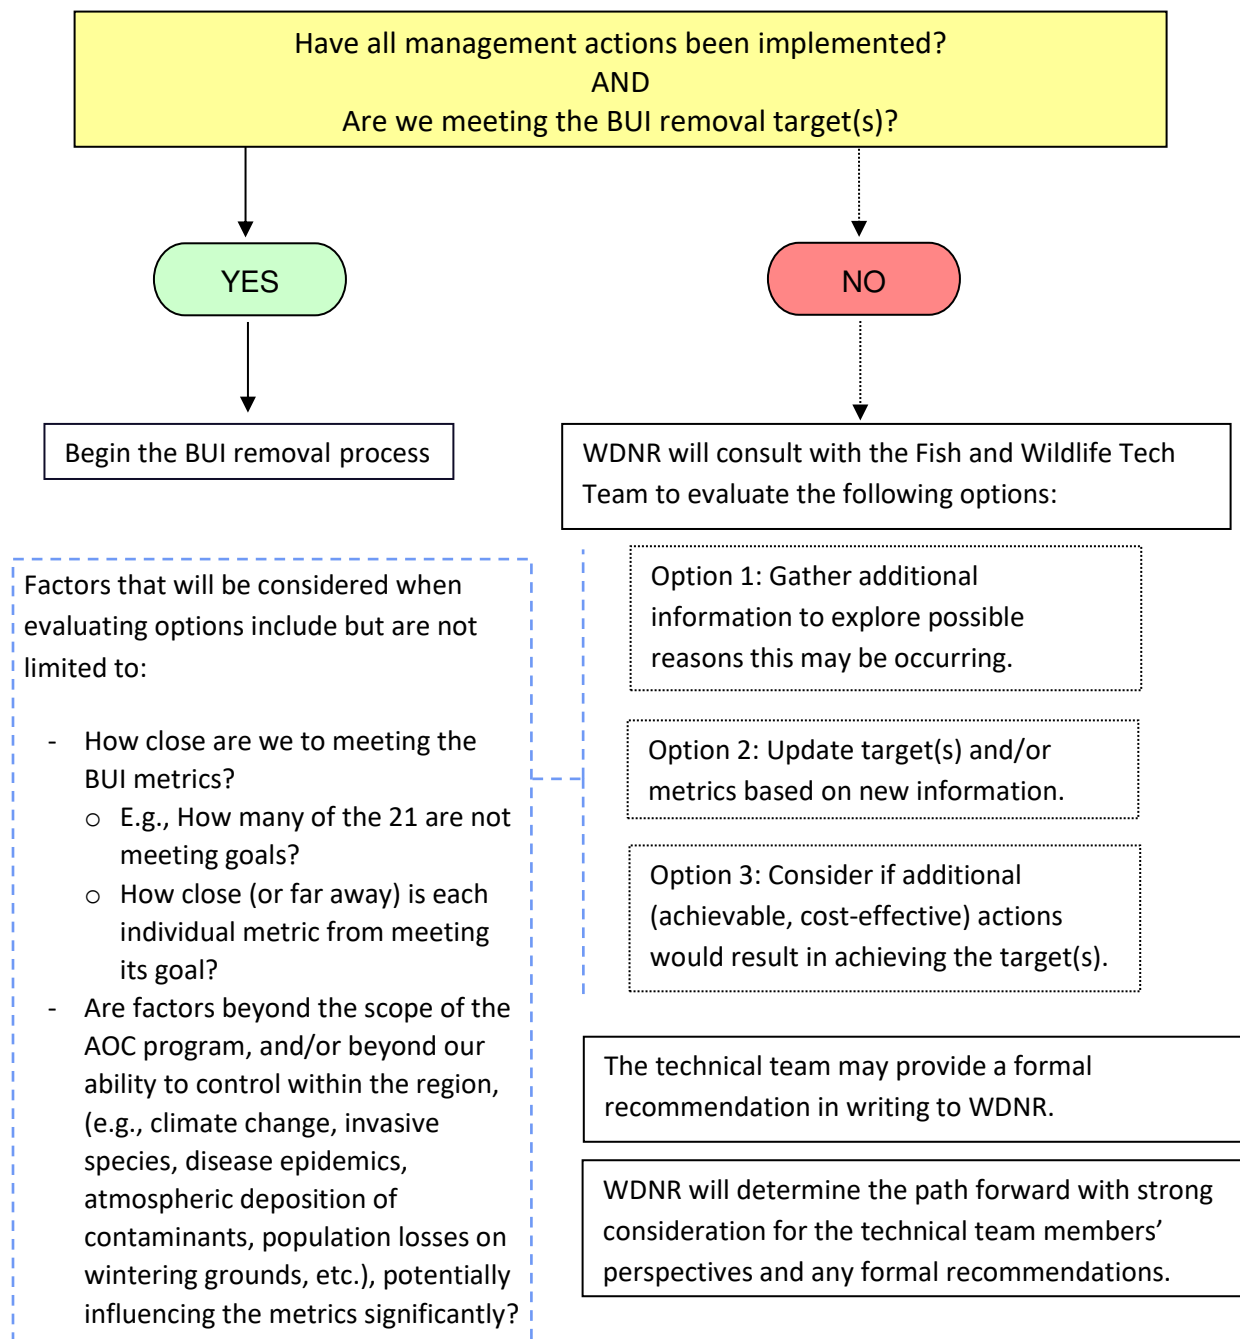 Have all management actions been implemented?
AND
Are we meeting the BUI removal target(s)?
YES
NO
Begin the BUI removal process
WDNR will consult with the Fish and Wildlife Tech
Team to evaluate the following options:
Factors that will be considered when
evaluating options include but are not
limited to:
- How close are we to meeting the
BUI metrics?
o E.g., How many of the 21 are not
meeting goals?
o How close (or far away) is each
individual metric from meeting
its goal?
- Are factors beyond the scope of the
AOC program, and/or beyond our
ability to control within the region,
(e.g., climate change, invasive
species, disease epidemics,
atmospheric deposition of
contaminants, population losses on
wintering grounds, etc.), potentially
influencing the metrics significantly?
Option 1: Gather additional
information to explore possible
reasons this may be occurring.
Option 2: Update target(s) and/or
metrics based on new information.
Option 3: Consider if additional
(achievable, cost-effective) actions
would result in achieving the target(s).
The technical team may provide a formal
recommendation in writing to WDNR.
WDNR will determine the path forward with strong
consideration for the technical team members’
perspectives and any formal recommendations.